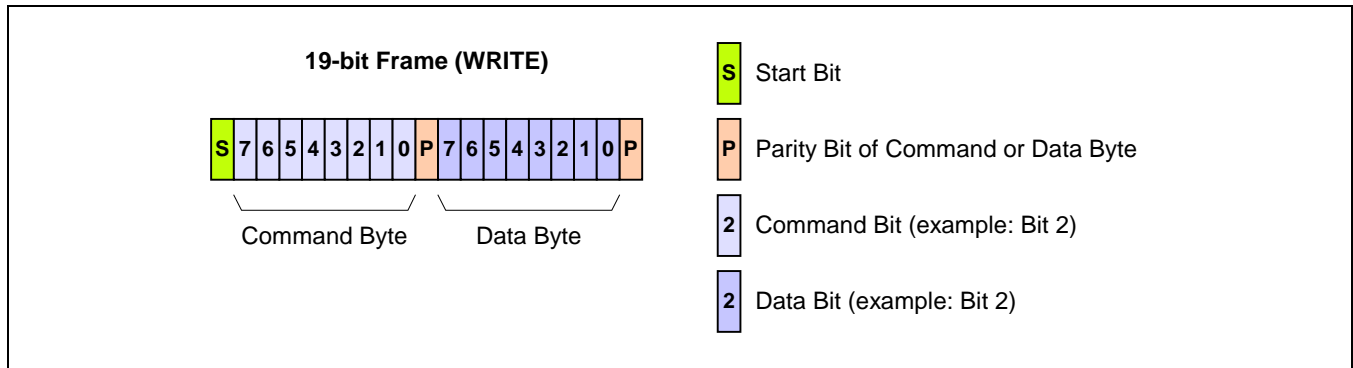 19-bit Frame (WRITE)
S 7 6 5 4 3 2 1 0 P 7 6 5 4 3 2 1 0 P
Command Byte Data Byte
S Start Bit
P Parity Bit of Command or Data Byte
2 Command Bit (example: Bit 2)
2 Data Bit (example: Bit 2)